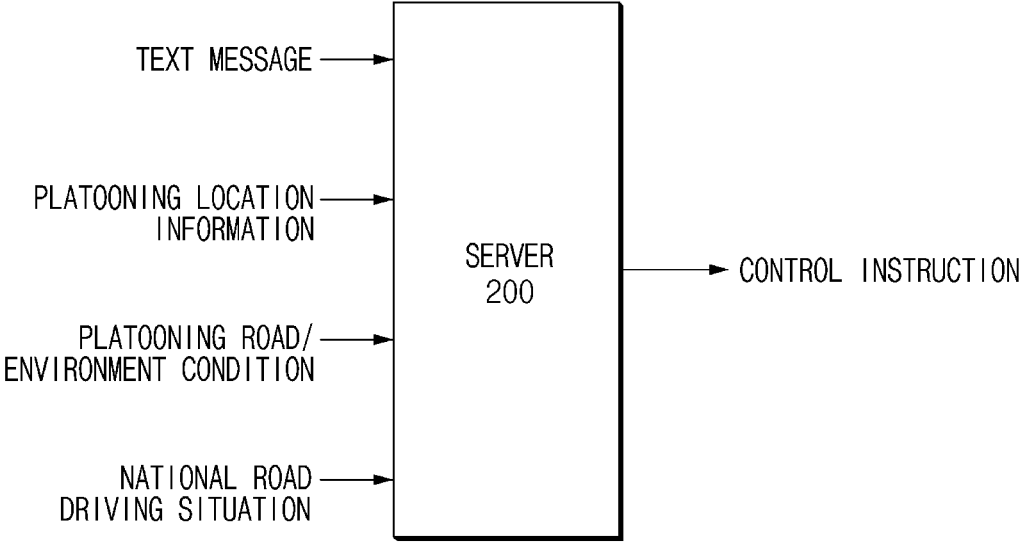 TEXT MESSAGE
PLATOONING LOCATION
INFORMATION
PLATOONING ROAD/
ENVIRONMENT CONDITION
NATIONAL ROAD
DRIVING SITUATION
SERVER
200
CONTROL INSTRUCTION